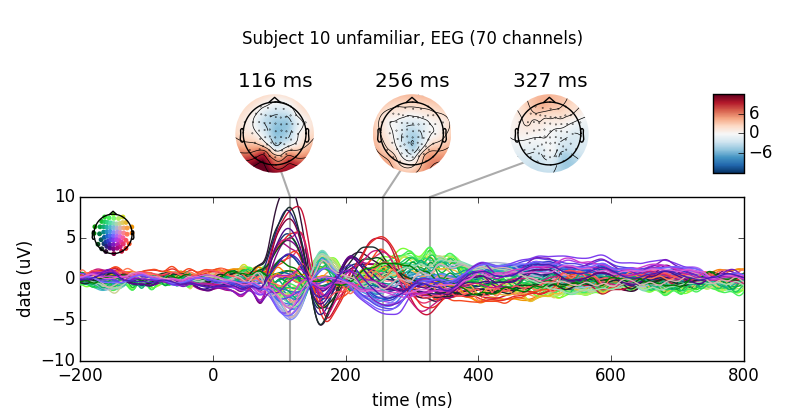 Subject 10 unfamiliar, EEG (70 channels)
116 ms 256 ms 327 ms
6
0
−6
10
5
0
−5
−10
data (uV)
−200 0 200 400 600 800
time (ms)